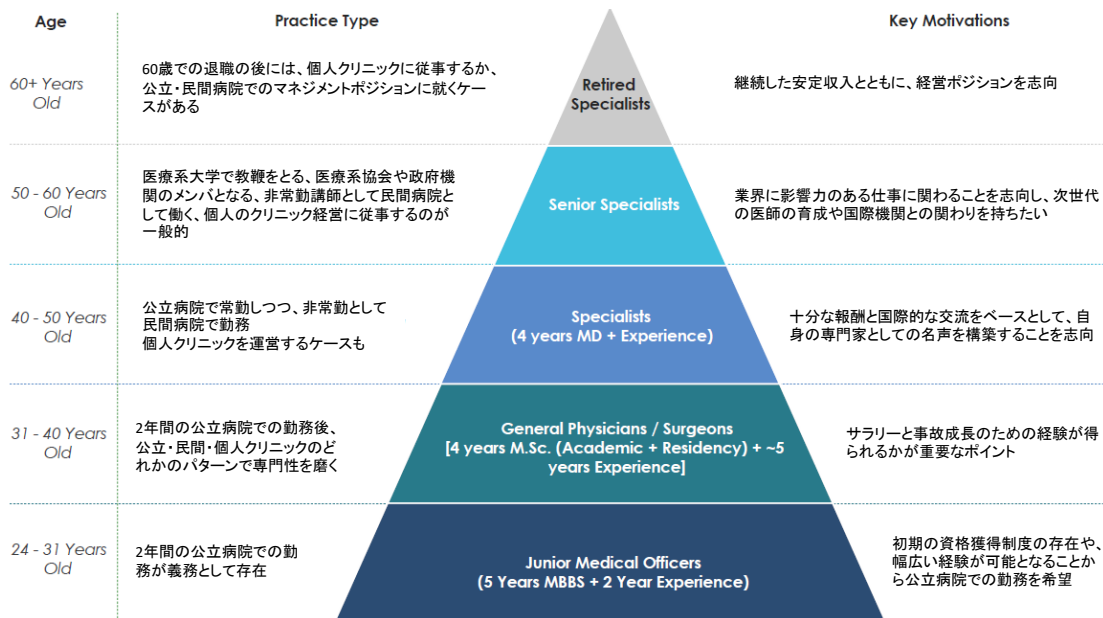 Age
Practice Type
Key Motivations
60+ Years
Old
60歳での退職の後には、個人クリニックに従事するか、
公立・民間病院でのマネジメントポジションに就くケー
スがある
Retired
Specialists
継続した安定収入とともに、経営ポジションを志向
50 - 60 Years
Old
医療系大学で教鞭をとる、医療系協会や政府機
関のメンバとなる、非常勤講師として民間病院と
して働く、個人のクリニック経営に従事するのが
一般的
Senior Specialists
業界に影響力のある仕事に関わることを志向し、次世代
の医師の育成や国際機関との関わりを持ちたい
40 - 50 Years
Old
公立病院で常勤しつつ、非常勤として
民間病院で勤務
個人クリニックを運営するケースも
Specialists
(4 years MD + Experience)
十分な報酬と国際的な交流をベースとして、自
身の専門家としての名声を構築することを志向
31 - 40 Years
Old
2年間の公立病院での勤務後、
公立・民間・個人クリニックのど
れかのパターンで専門性を磨く
General Physicians / Surgeons
[4 years M.Sc. (Academic + Residency) + ~5
years Experience]
サラリーと事故成長のための経験が得
られるかが重要なポイント
24 - 31 Years
Old
2年間の公立病院での勤
務が義務として存在
Junior Medical Officers
(5 Years MBBS + 2 Year Experience)
初期の資格獲得制度の存在や、
幅広い経験が可能となることか
ら公立病院での勤務を希望